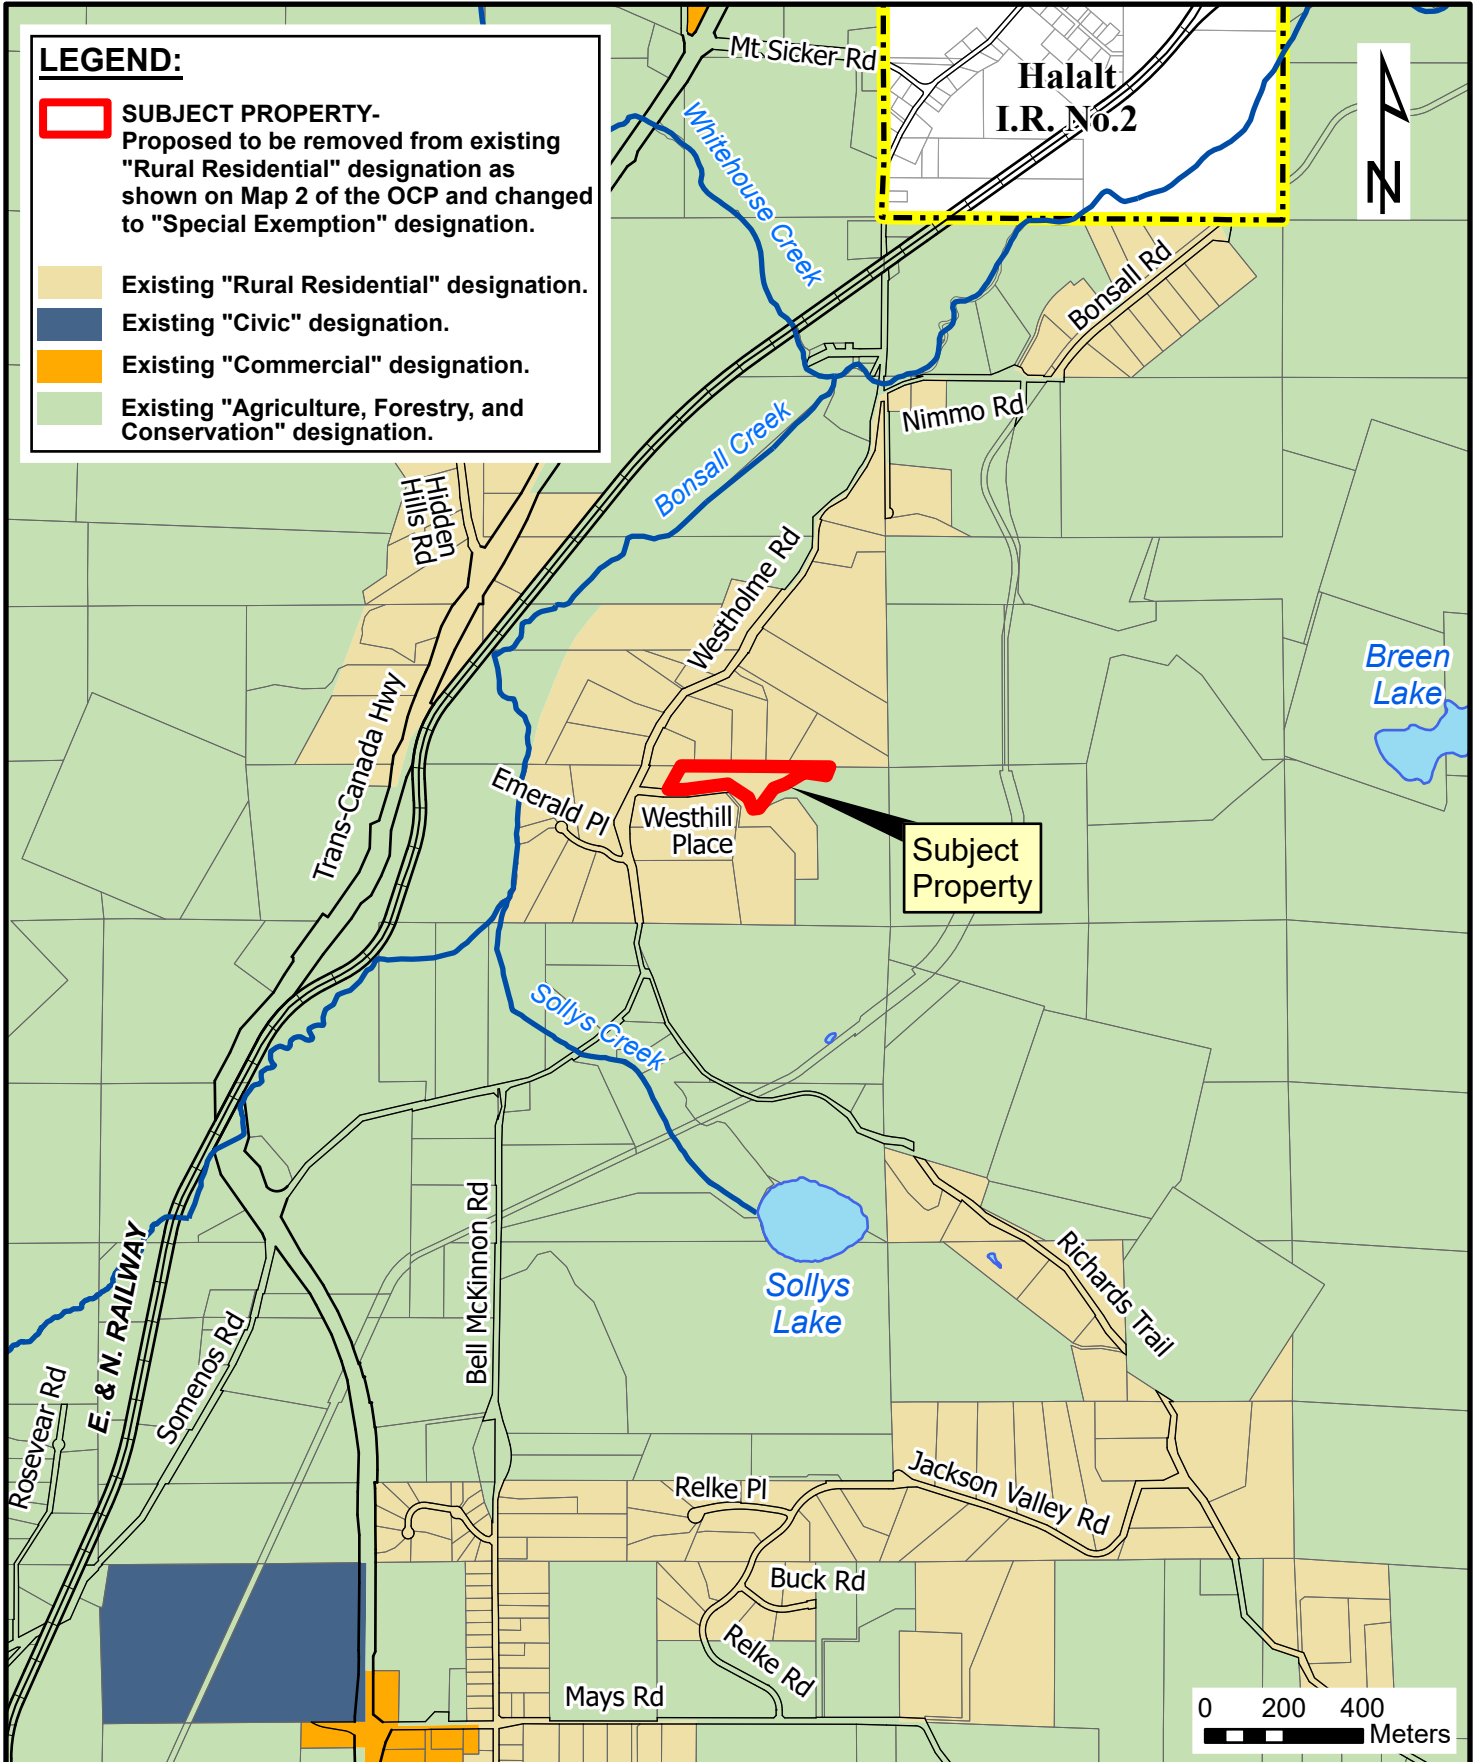 LEGEND:
SUBJECT PROPERTY-
Proposed to be removed from existing
"Rural Residential" designation as
shown on Map 2 of the OCP and changed
to "Special Exemption" designation.
Existing "Rural Residential" designation.
Existing "Civic" designation.
Existing "Commercial" designation.
Existing "Agriculture, Forestry, and
Conservation" designation.
Mt Sicker Rd
Halalt
I.R. No.2
N
Whitehouse Creek
Bonsall Rd
Nimmo Rd
Bonsall Creek
Hidden
Hills Rd
Westholme Rd
Breen
Lake
Trans-Canada Hwy
Emerald Pl
Westhill
Place
Subject
Property
Sollys Creek
Bell McKinnon Rd
Sollys
Lake
Richards Trail
E. & N. RAILWAY
Somenos Rd
Rosevear Rd
Relke Pl
Jackson Valley Rd
Buck Rd
Relke Rd
Mays Rd
0 200 400
Meters